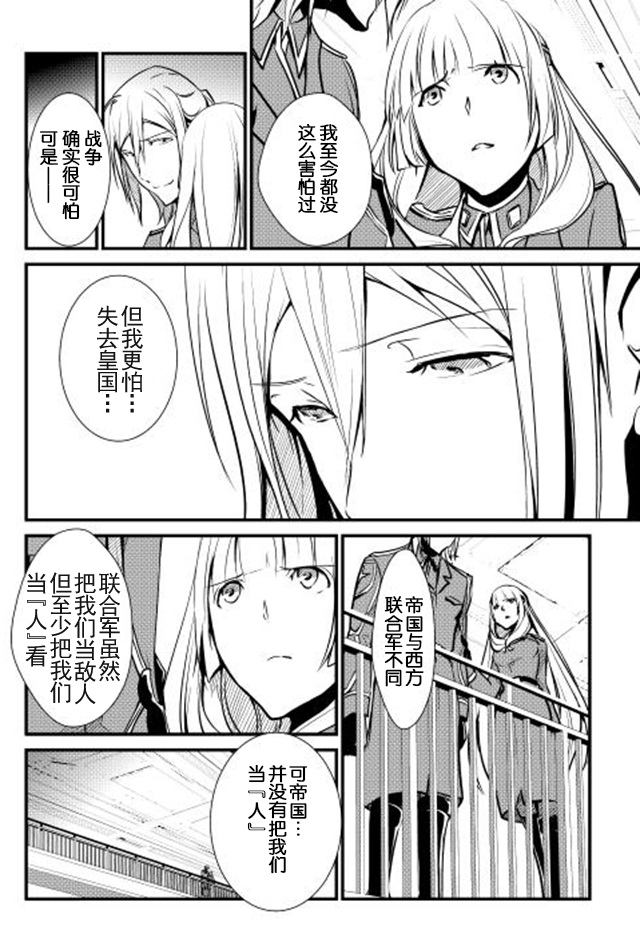 我至今都没
这么害怕过
战争
确实很可怕
可是——
但我更怕…
失去皇国…
帝国与西方
联合军不同
联合军虽然
把我们当敌人
但至少把我们
当『人』看
可帝国…
并没有把我们
当『人』